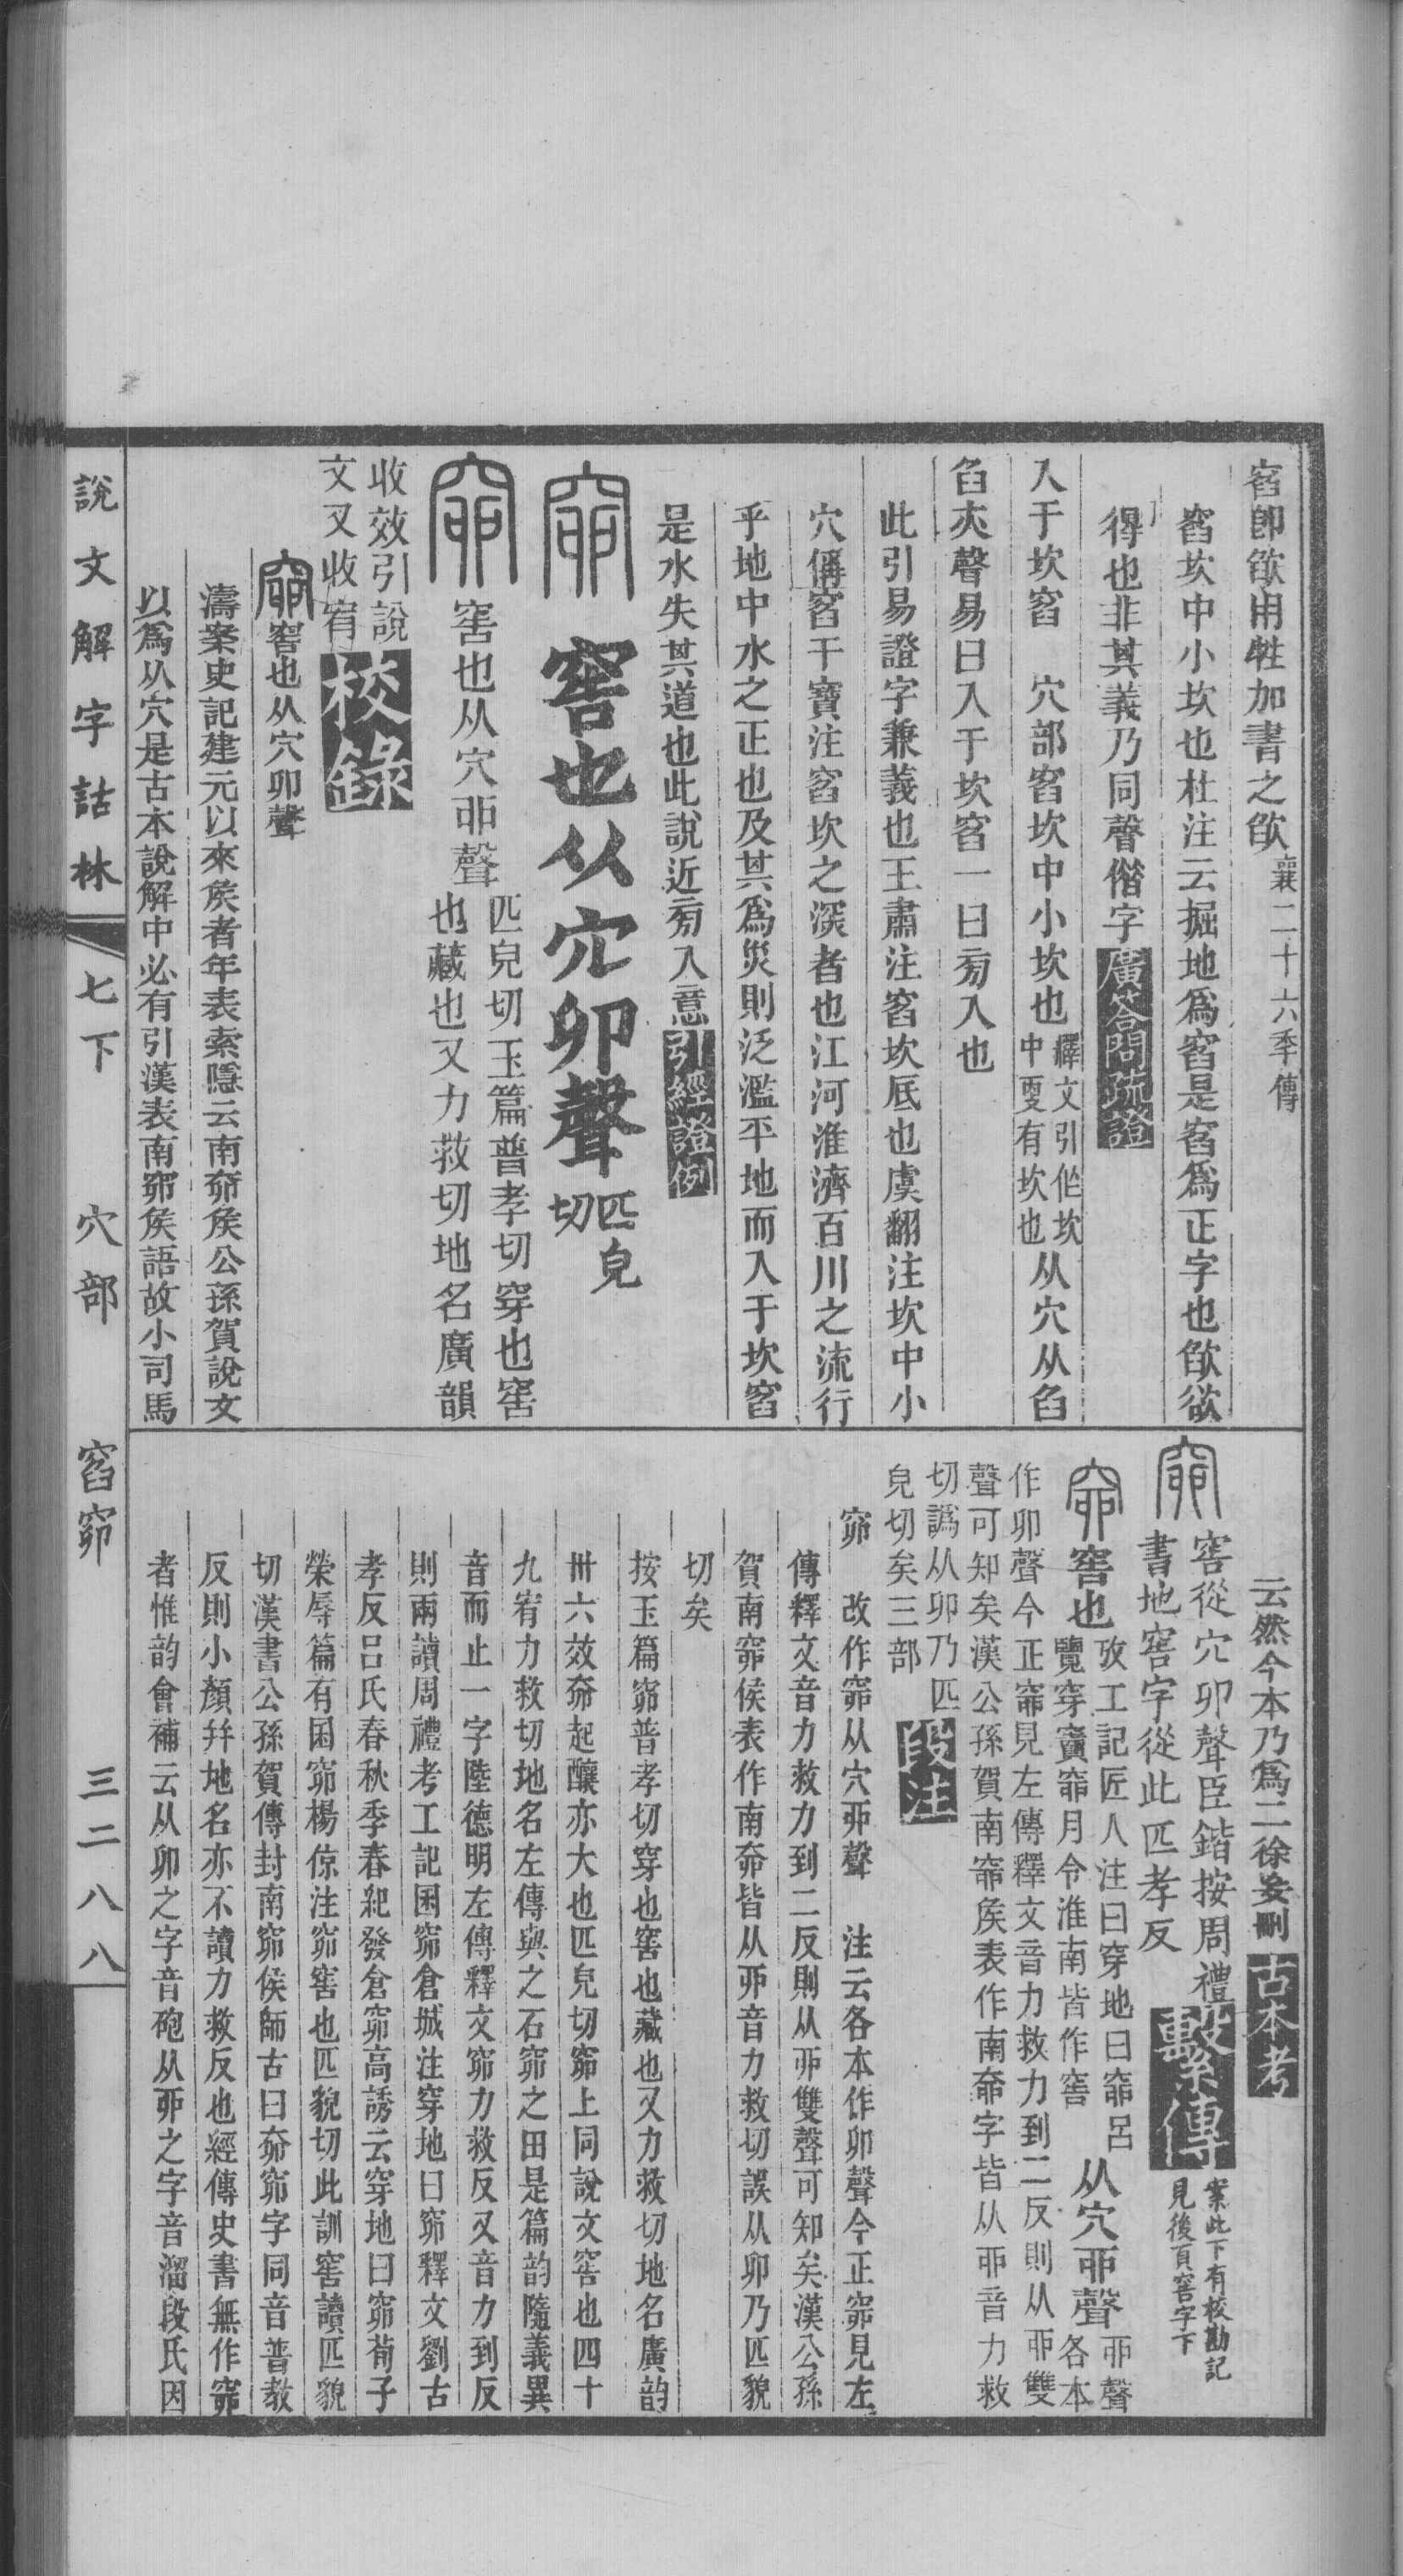 窞卽歁用牲加書之歁襄二十六秊傳
窞坎中小坎也杜注云掘地爲窞是窞爲正字也歁欲
得也非其義乃同聲偺字廣答問疏證
入于坎窞 穴部窞坎中小坎也釋文引作坎中更有坎也从穴从臽
臽亦聲易曰入于坎窞一曰㫄入也
此引易證字兼義也王肅注窞坎厎也虞翻注坎中小
穴偁窞干寶注窞坎之深者也江河淮濟百川之流行
乎地中水之正也及其爲災則泛濫平地而入于坎窞
是水失其道也此說近㫄入意引經證例
窌 窖也从穴卯聲匹皃切
窌 窖也从穴丣聲匹皃切玉篇普孝切穿也窖也藏也又力救切地名廣韻
收效引說文又收宥校錄
窌窖也从穴卯聲
濤案史記建元以來矦者年表索隱云南奅矦公孫賀說文
以爲从穴是古本說解中必有引漢表南窌矦語故小司馬
云然今本乃爲二徐妄刪古本考
窌 窖從穴卯聲臣鍇按周禮書地窖字從此匹孝反繫傳案此下有校勘記見後頁窖字下
窌 窖也攷工記匠人注曰穿地曰窌呂覽穿竇窌月令淮南皆作窖从穴丣聲丣聲各本
作卯聲今正窌見左傳釋文音力救力到二反則从丣雙
聲可知矣漢公孫賀南窌矦表作南奅字皆从丣音力救
切譌从卯乃匹皃切矣三部段注
窌 改作窌从穴丣聲 注云各本作卯聲今正窌見左
傳釋文音力救力到二反則从丣雙聲可知矣漢公孫
賀南窌侯表作南奅皆从丣音力救切誤从卯乃匹貌
切矣
按玉篇窌普孝切穿也窖也藏也又力救切地名廣韵
卅六效奅起釀亦大也匹皃切窌上同說文窖也四十
九宥力救切地名左傳與之石窌之田是篇韵隨義異
音而止一字陸德明左傳釋文窌力救反又音力到反
則兩讀周禮考工記囷窌倉城注穿地曰窌釋文劉古
孝反呂氏春秋季春紀發倉窌高誘云穿地曰窌荀子
榮辱篇有囷窌楊倞注窌窖也匹貌切此訓窖讀匹貌
切漢書公孫賀傳封南窌侯師古曰奅窌字同音普教
反則小顏幷地名亦不讀力救反也經傳史書無作窌
者惟韵會補云从卯之字音砲从丣之字音溜段氏因
說文解字詁林 七下 穴部 窞窌 三二八八